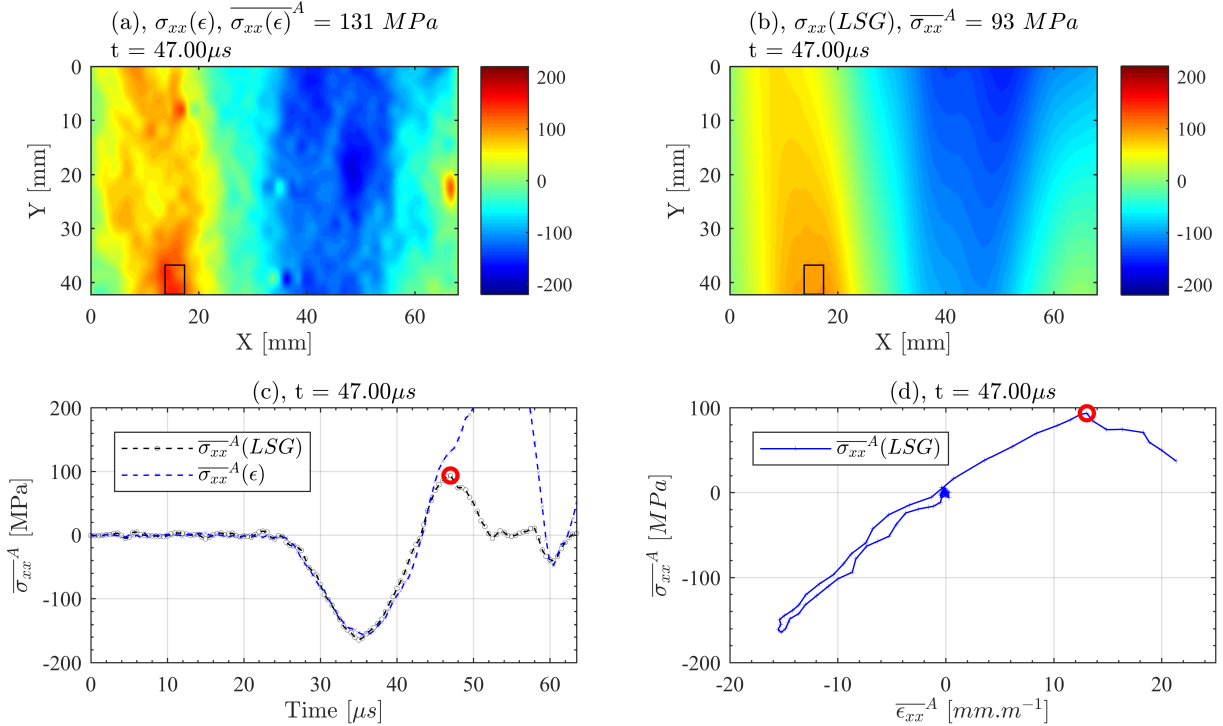 (a), σxx(ϵ), σxx(ϵ)^A = 131 MPa
t = 47.00μs
(b), σxx(LSG), σxx^A = 93 MPa
t = 47.00μs
0
10
20
30
40
Y [mm]
0 20 40 60
X [mm]
200
100
0
-100
-200
0
10
20
30
40
Y [mm]
0 20 40 60
X [mm]
200
100
0
-100
-200
(c), t = 47.00μs
200
100
0
-100
-200
σxx^A [MPa]
σxx^A(LSG)
σxx^A(ϵ)
0 10 20 30 40 50 60
Time [μs]
(d), t = 47.00μs
100
0
-100
-200
σxx^A [MPa]
σxx^A(LSG)
-20 -10 0 10 20
ϵxx^A [mm.m^-1]